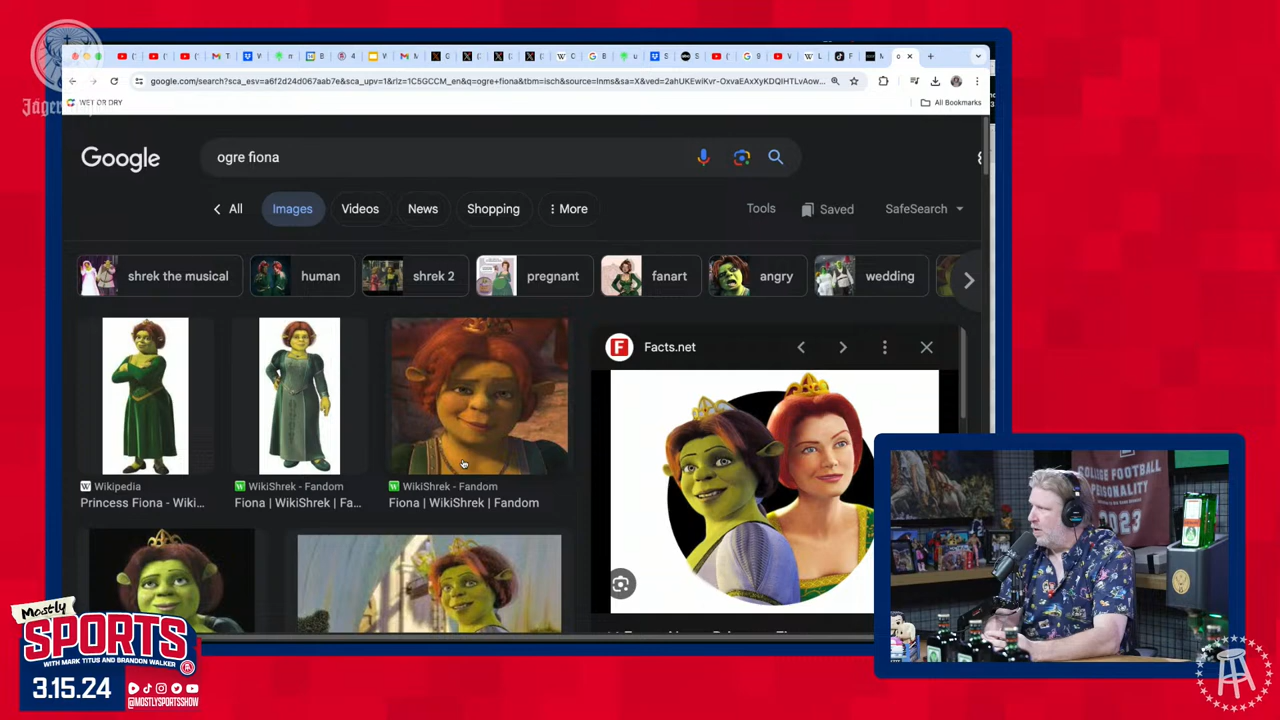 Jäger
google.com/search?sca_esv=a6f2d24d067aab7e&sca_upv=1&rlz=1C5GCCM_en&q=ogre+fiona&tbm=isch&source=lnms&sa=X&ved=2ahUKEwiKvr-OxvaEAxXyKDQIHTLvAow...
WET OR DRY
All Bookmarks
Google
ogre fiona
All
Images
Videos
News
Shopping
More
Tools
Saved
SafeSearch
shrek the musical
human
shrek 2
pregnant
fanart
angry
wedding
F Facts.net
W Wikipedia
Princess Fiona - Wiki...
WikiShrek - Fandom
Fiona | WikiShrek | Fa...
WikiShrek - Fandom
Fiona | WikiShrek | Fandom
COLLEGE FOOTBALL
PERSONALITY
2023
Mostly
SPORTS
WITH MARK TITUS AND BRANDON WALKER
3.15.24
@MOSTLYSPORTSSHOW